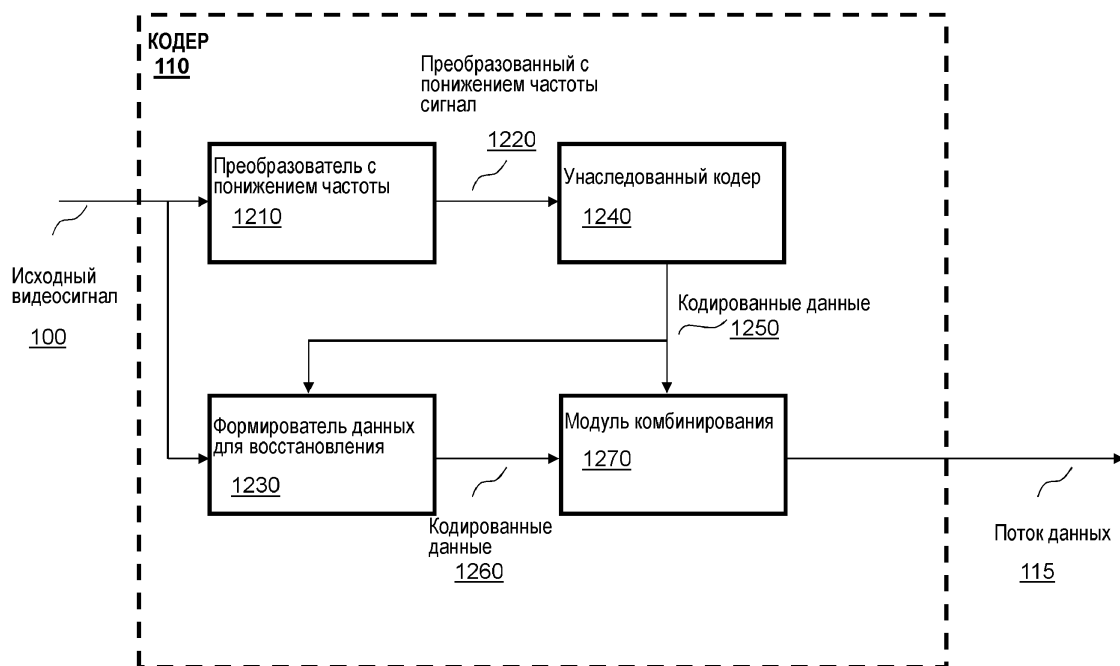 КОДЕР
110
Преобразованный с
понижением частоты
сигнал
1220
Преобразователь с
понижением частоты
1210
Унаследованный кодер
1240
Исходный
видеосигнал
100
Кодированные данные
1250
Формирователь данных
для восстановления
1230
Модуль комбинирования
1270
Кодированные
данные
1260
Поток данных
115